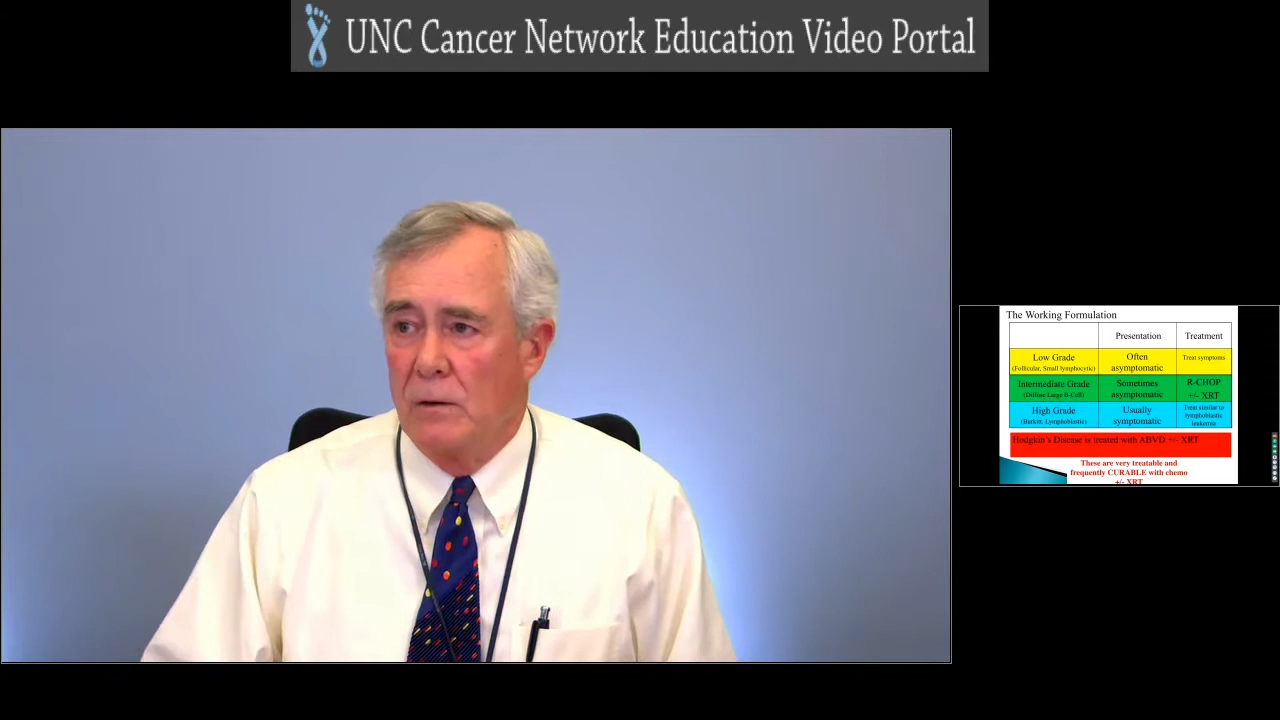 UNC Cancer Network Education Video Portal
The Working Formulation
Presentation
Treatment
Low Grade
(Follicular, Small lymphocytic)
Often
asymptomatic
Treat symptoms
Intermediate Grade
(Diffuse Large B-Cell)
Sometimes
asymptomatic
R-CHOP
+/- XRT
High Grade
(Burkitt, Lymphoblastic)
Usually
symptomatic
Treat similar to
lymphoblastic
leukemia
Hodgkin's Disease is treated with ABVD +/- XRT
These are very treatable and
frequently CURABLE with chemo
+/- XRT